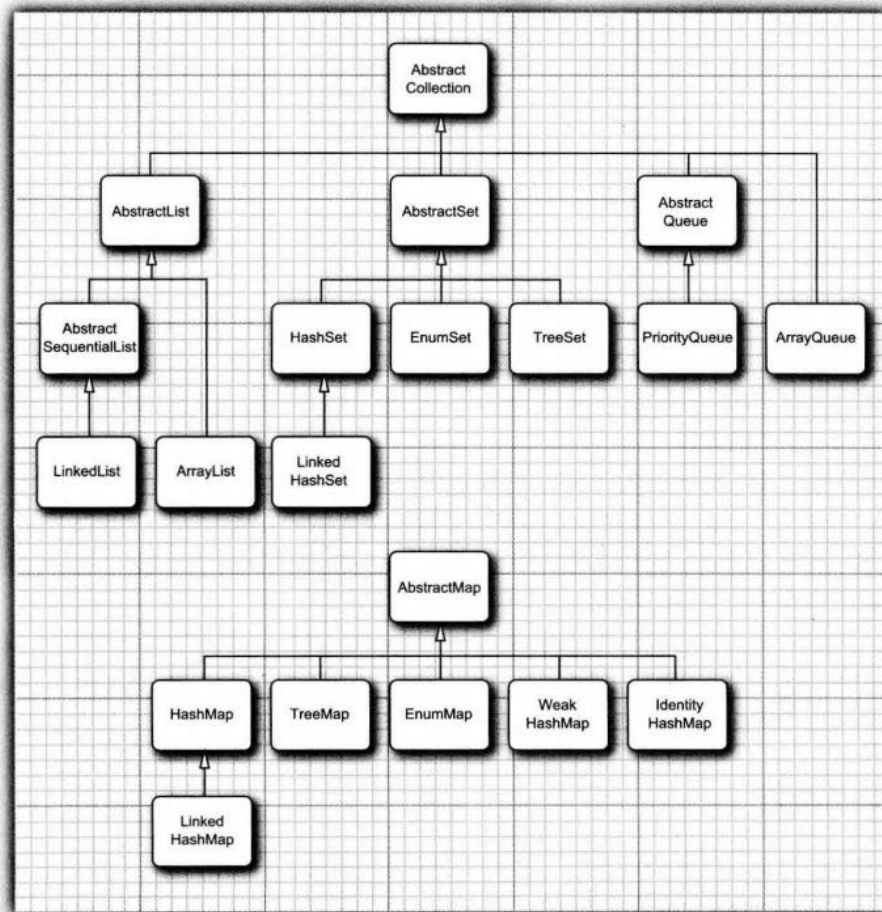 Abstract
Collection
AbstractList
AbstractSet
Abstract
Queue
Abstract
SequentialList
HashSet
EnumSet
TreeSet
PriorityQueue
ArrayQueue
LinkedList
ArrayList
Linked
HashSet
AbstractMap
HashMap
TreeMap
EnumMap
Weak
HashMap
Identity
HashMap
Linked
HashMap